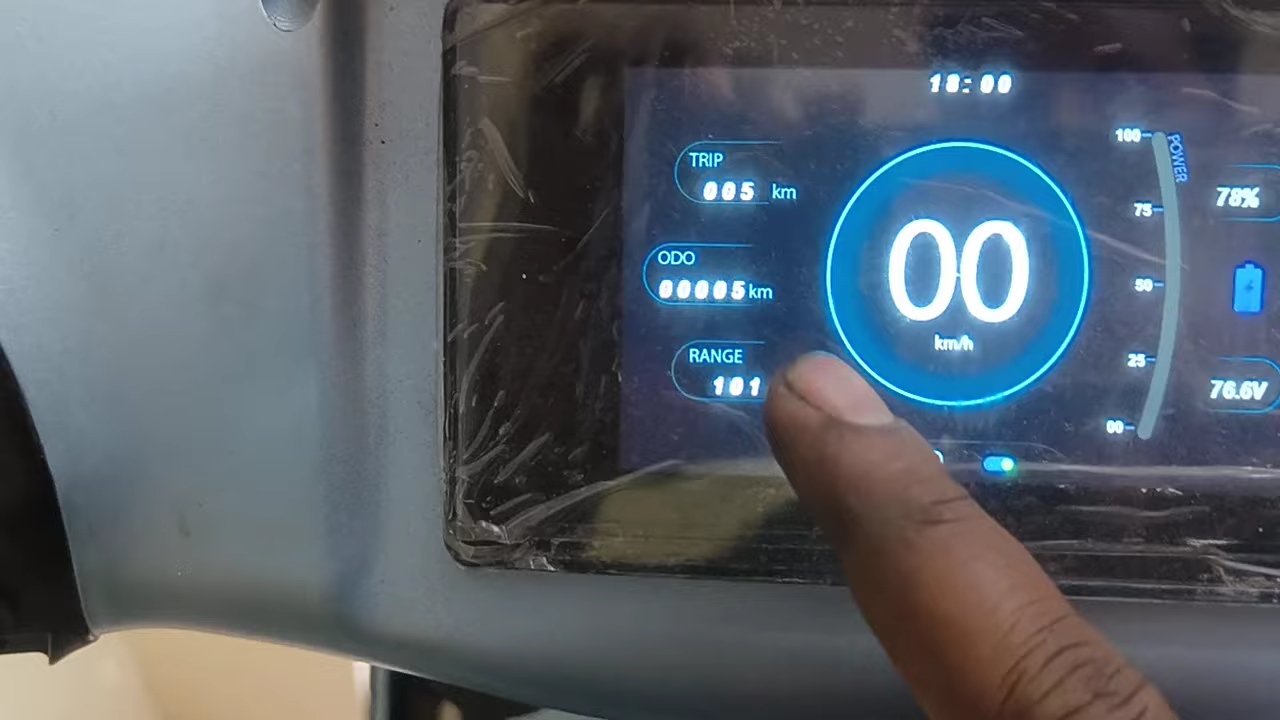 18:00
TRIP
005 km
ODO
00005 km
RANGE
101
00
km/h
POWER
100
75
50
25
00
78%
76.6V